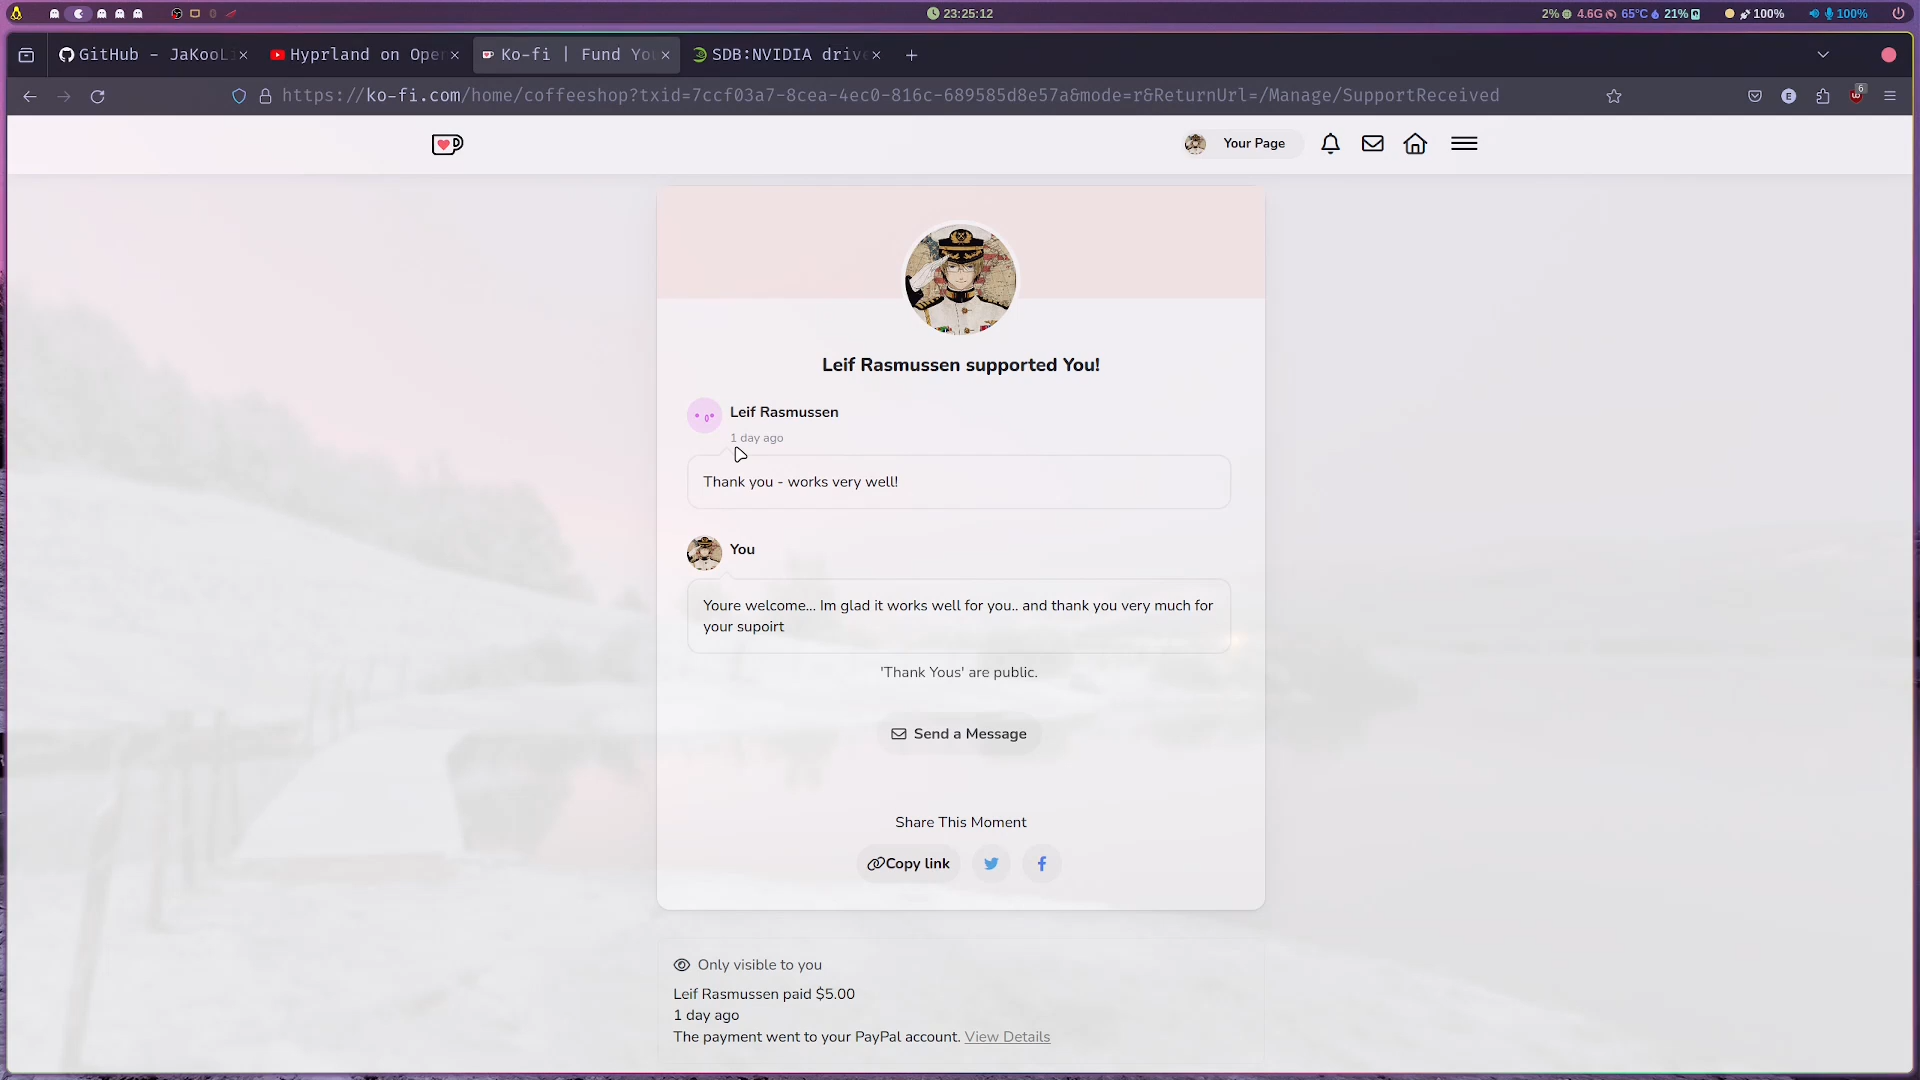 23:25:12
2% 4.6G 65°C 21% 100% 100%
GitHub - JaKooLi
Hyprland on Ope
Ko-fi | Fund Yo
SDB:NVIDIA drive
https://ko-fi.com/home/coffeeshop?txid=7ccf03a7-8cea-4ec0-816c-689585d8e57a&mode=r&ReturnUrl=/Manage/SupportReceived
E
6
Your Page
Leif Rasmussen supported You!
Leif Rasmussen
1 day ago
Thank you - works very well!
You
Youre welcome... Im glad it works well for you.. and thank you very much for
your supoirt
'Thank Yous' are public.
Send a Message
Share This Moment
Copy link
Only visible to you
Leif Rasmussen paid $5.00
1 day ago
The payment went to your PayPal account. View Details